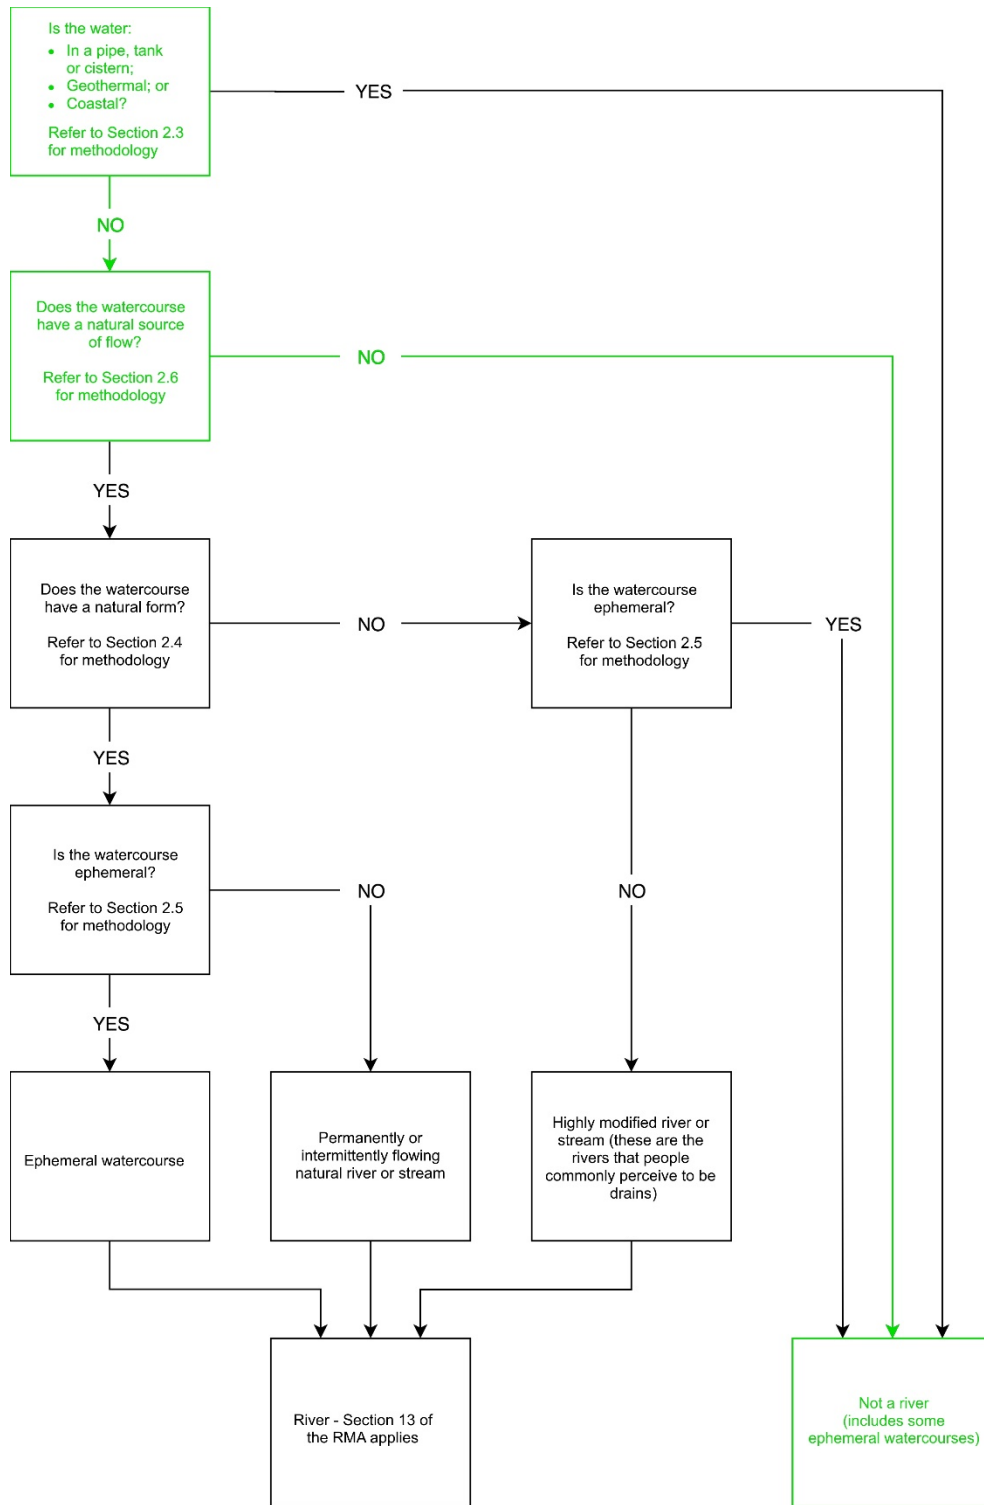 Is the water:
• In a pipe, tank
or cistern;
• Geothermal; or
• Coastal?
Refer to Section 2.3
for methodology
YES
NO
Does the watercourse
have a natural source
of flow?
Refer to Section 2.6
for methodology
NO
YES
Does the watercourse
have a natural form?
Refer to Section 2.4
for methodology
NO
Is the watercourse
ephemeral?
Refer to Section 2.5
for methodology
YES
YES
Is the watercourse
ephemeral?
Refer to Section 2.5
for methodology
NO
NO
YES
Ephemeral watercourse
Permanently or
intermittently flowing
natural river or stream
Highly modified river or
stream (these are the
rivers that people
commonly perceive to be
drains)
River - Section 13 of
the RMA applies
Not a river
(includes some
ephemeral watercourses)